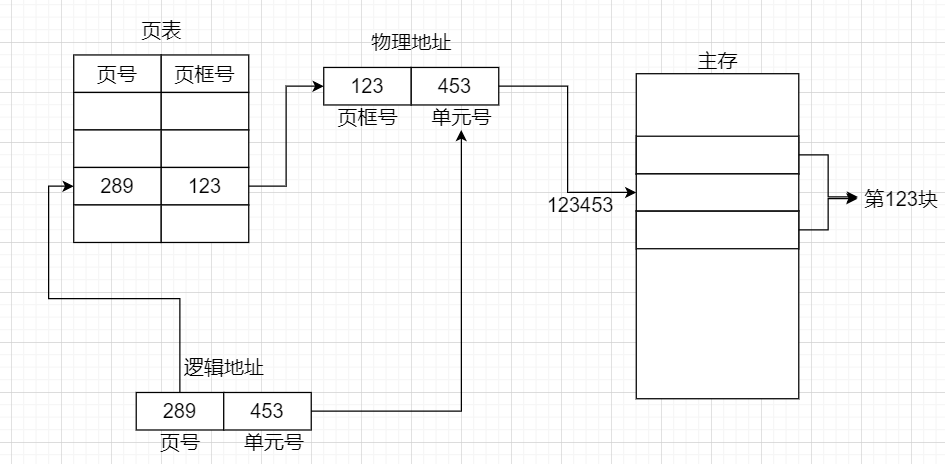 页表
页号 页框号
289 123
物理地址
123 453
页框号 单元号
主存
123453
第123块
逻辑地址
289 453
页号 单元号